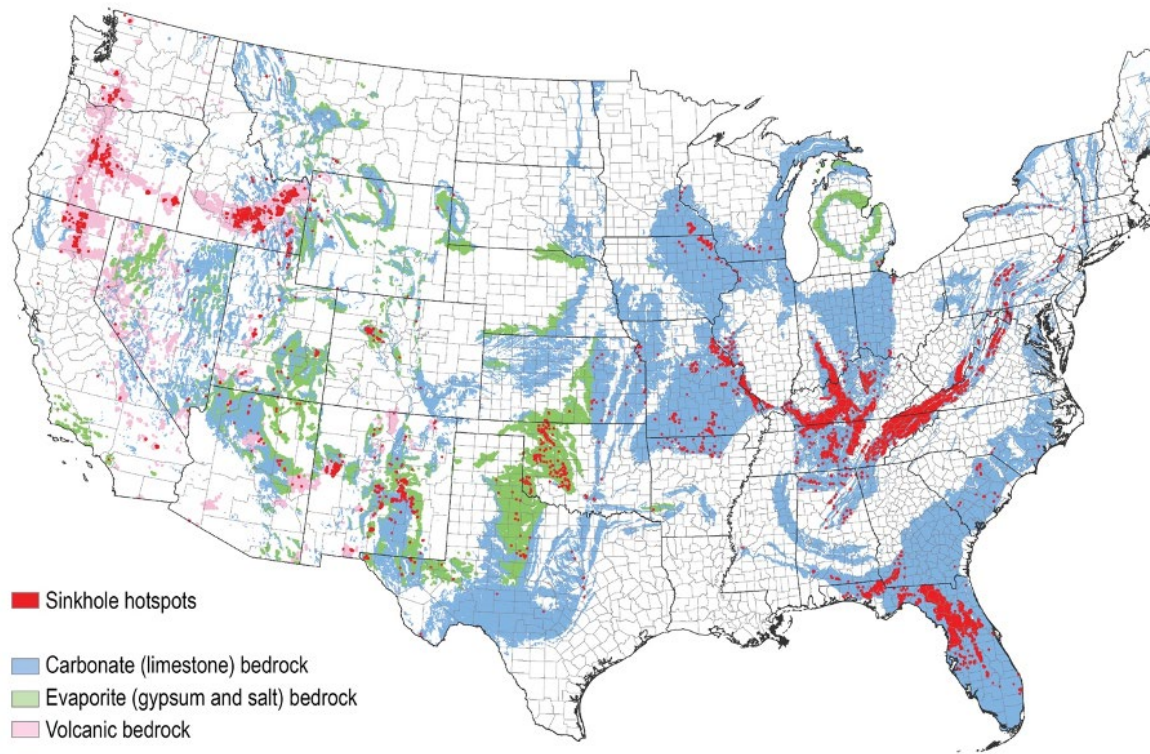 Sinkhole hotspots
Carbonate (limestone) bedrock
Evaporite (gypsum and salt) bedrock
Volcanic bedrock